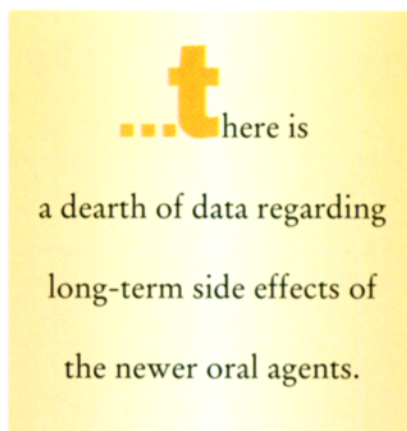 ...there is
a dearth of data regarding
long-term side effects of
the newer oral agents.